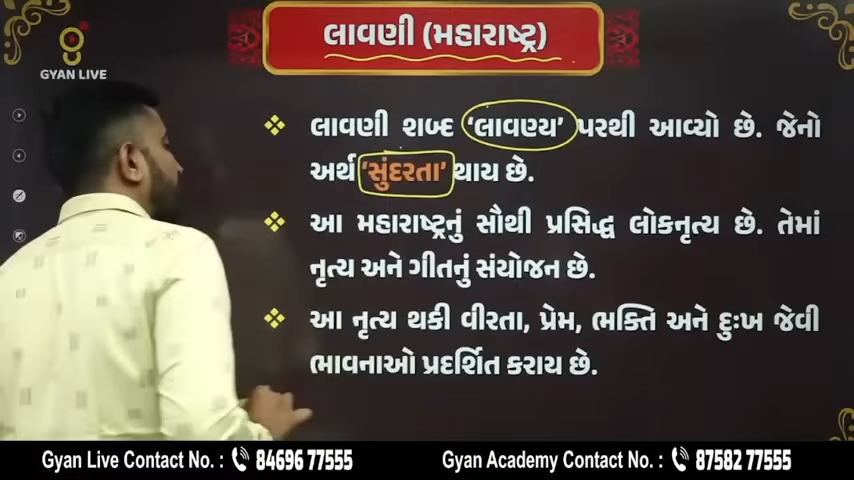 લાવણી (મહારાષ્ટ્ર)
GYAN LIVE
લાવણી શબ્દ ‘લાવણ્ય’ પરથી આવ્યો છે. જેનો
અર્થ ‘સુંદરતા’ થાય છે.
આ મહારાષ્ટ્રનું સૌથી પ્રસિદ્ધ લોકનૃત્ય છે. તેમાં
નૃત્ય અને ગીતનું સંયોજન છે.
આ નૃત્ય થકી વીરતા, પ્રેમ, ભક્તિ અને દુઃખ જેવી
ભાવનાઓ પ્રદર્શિત કરાય છે.
Gyan Live Contact No. : 84696 77555
Gyan Academy Contact No. : 87582 77555